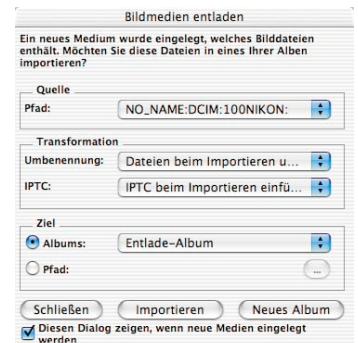 Bildmedien entladen
Ein neues Medium wurde eingelegt, welches Bilddateien
enthält. Möchten Sie diese Dateien in eines Ihrer Alben
importieren?
Quelle
Pfad: NO_NAME:DCIM:100NIKON:
Transformation
Umbenennung: Dateien beim Importieren u...
IPTC: IPTC beim Importieren einfü...
Ziel
Albums: Entlade-Album
Pfad: ...
Schließen Importieren Neues Album
Diesen Dialog zeigen, wenn neue Medien eingelegt
werden